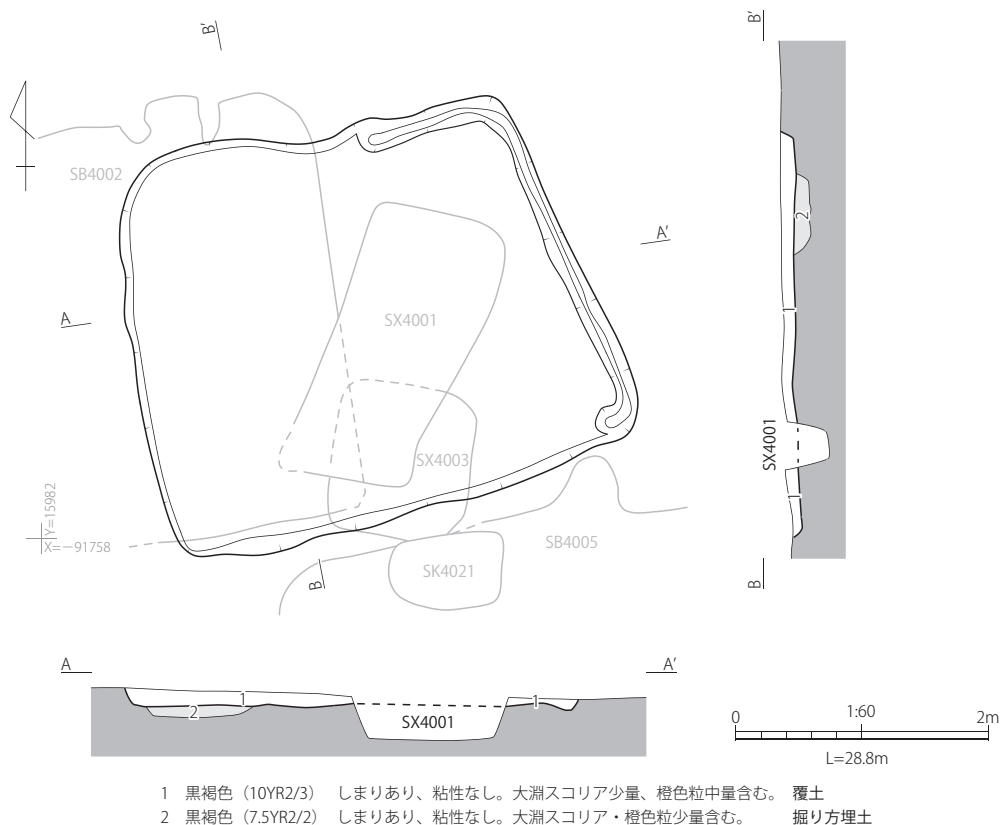 B′
B′
SB4002
A′
A
SX4001
SX4001
SX4003
Y=15982
X=−91758
SB4005
SK4021
B
B
2
1
1
A
A′
1
2
SX4001
1
0
1:60
2m
L=28.8m
1 黒褐色（10YR2/3） しまりあり、粘性なし。大淵スコリア少量、橙色粒中量含む。 覆土
2 黒褐色（7.5YR2/2） しまりあり、粘性なし。大淵スコリア・橙色粒少量含む。 掘り方埋土